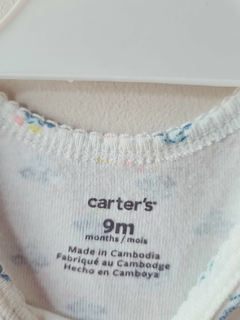 carter's
9m
months / mois
Made in Cambodia
Fabriqué au Cambodge
Hecho en Camboya